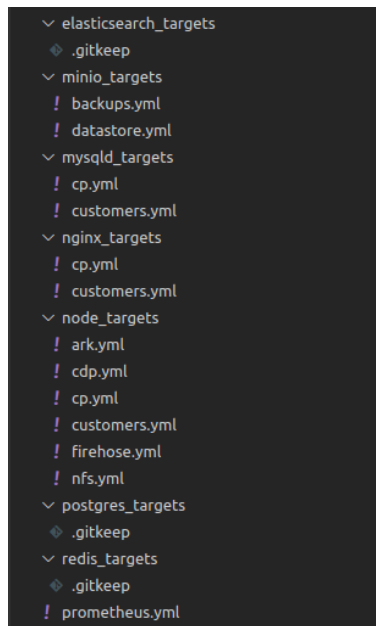 elasticsearch_targets
.gitkeep
minio_targets
! backups.yml
! datastore.yml
mysqld_targets
! cp.yml
! customers.yml
nginx_targets
! cp.yml
! customers.yml
node_targets
! ark.yml
! cdp.yml
! cp.yml
! customers.yml
! firehose.yml
! nfs.yml
postgres_targets
.gitkeep
redis_targets
.gitkeep
! prometheus.yml